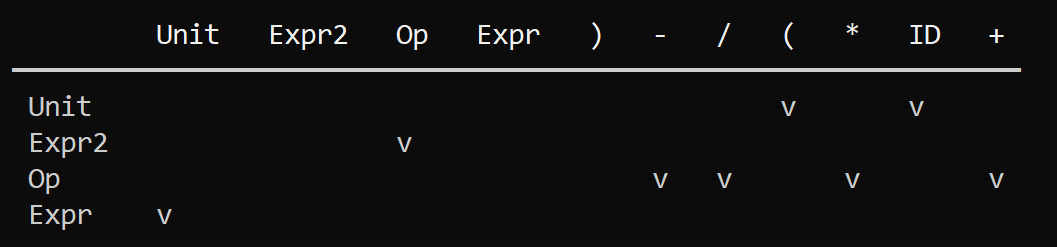 Unit Expr2 Op Expr ) - / ( * ID +
Unit v v
Expr2 v
Op v v v v
Expr v